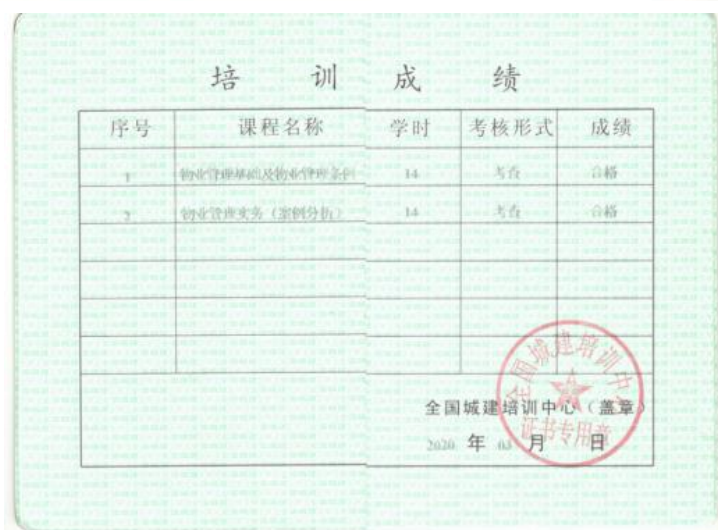 培训成绩
序号 课程名称 学时 考核形式 成绩
1 物业管理基础及物业管理条例 14 考查 合格
2 物业管理实务（案例分析） 14 考查 合格
全国城建培训中心（盖章）
2020 年 03 月 日
全国城建培训中心
证书专用章